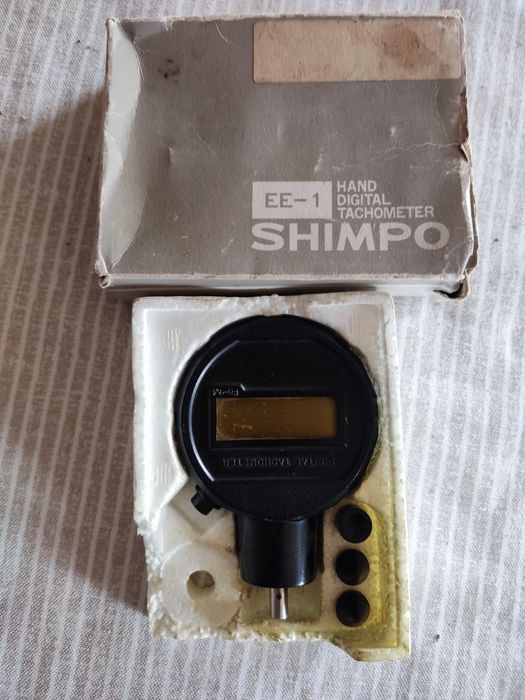 EE-1
HAND
DIGITAL
TACHOMETER
SHIMPO
RPM
DIGITAL TACHOMETER